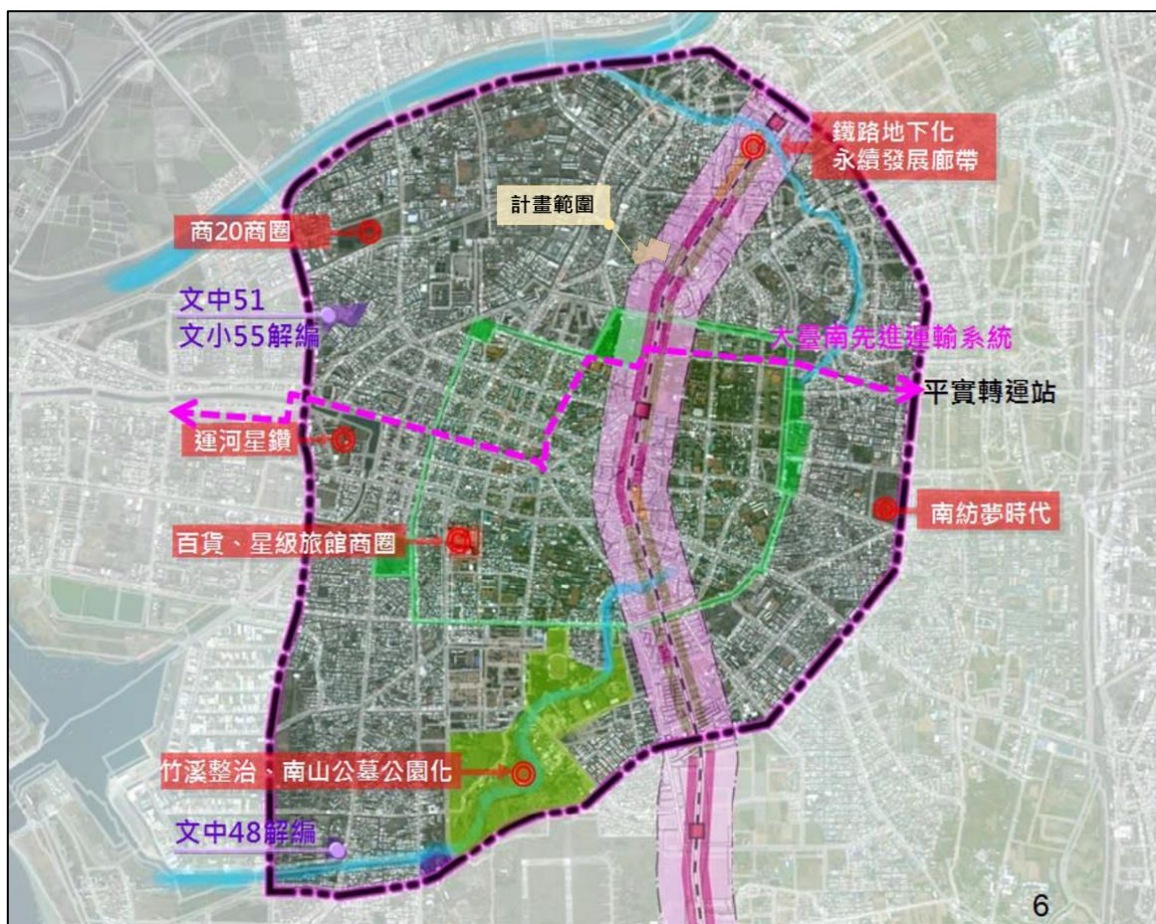 鐵路地下化
永續發展廊帶
計畫範圍
商20商圈
文中51
文小55解編
大臺南先進運輸系統
平實轉運站
運河星鑽
南紡夢時代
百貨、星級旅館商圈
竹溪整治、南山公墓公園化
文中48解編
6